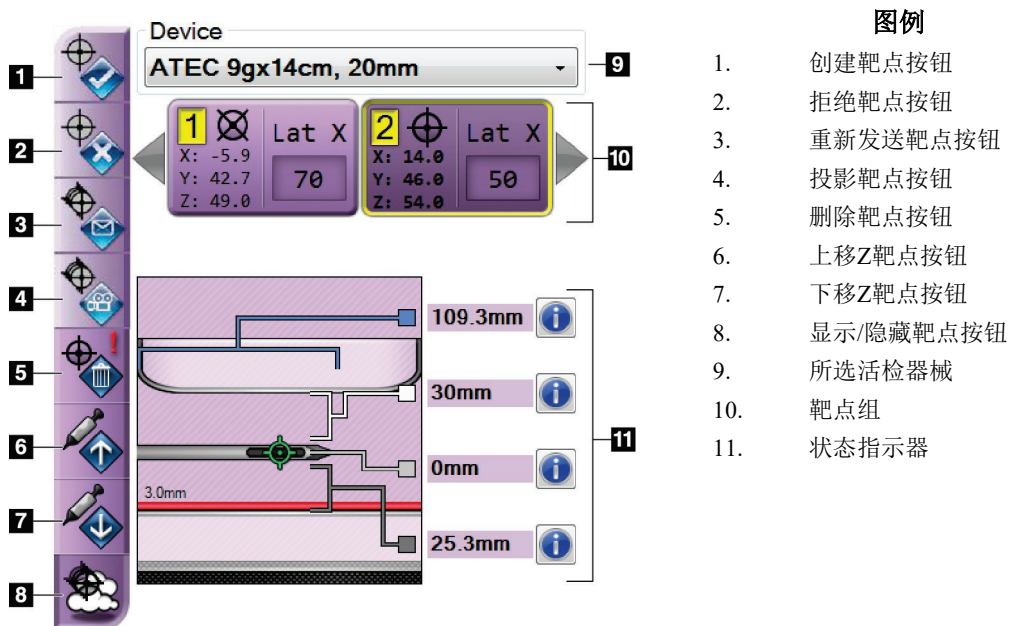 Device
ATEC 9gx14cm, 20mm
1
2
3
4
5
6
7
8
9
10
11
1 Lat X
X: -5.9
Y: 42.7
Z: 49.0
70
2 Lat X
X: 14.0
Y: 46.0
Z: 54.0
50
109.3mm
30mm
0mm
3.0mm
25.3mm
图例
1. 创建靶点按钮
2. 拒绝靶点按钮
3. 重新发送靶点按钮
4. 投影靶点按钮
5. 删除靶点按钮
6. 上移Z靶点按钮
7. 下移Z靶点按钮
8. 显示/隐藏靶点按钮
9. 所选活检器械
10. 靶点组
11. 状态指示器